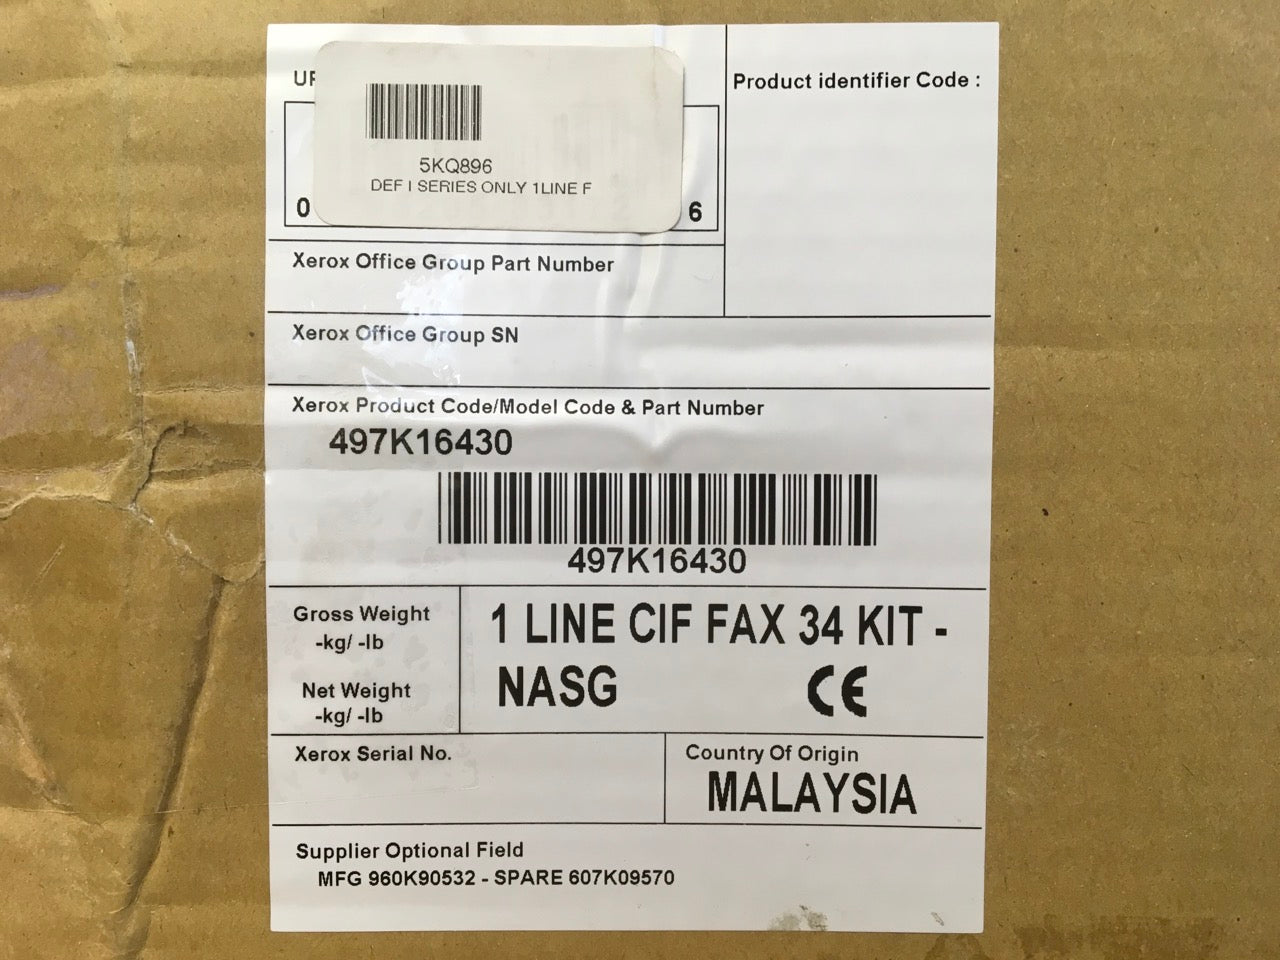 UP
5KQ896
DEF I SERIES ONLY 1LINE F
0 6
Product identifier Code :
Xerox Office Group Part Number
Xerox Office Group SN
Xerox Product Code/Model Code & Part Number
497K16430
497K16430
Gross Weight
-kg/ -lb
Net Weight
-kg/ -lb
1 LINE CIF FAX 34 KIT -
NASG
CE
Xerox Serial No.
Country Of Origin
MALAYSIA
Supplier Optional Field
MFG 960K90532 - SPARE 607K09570